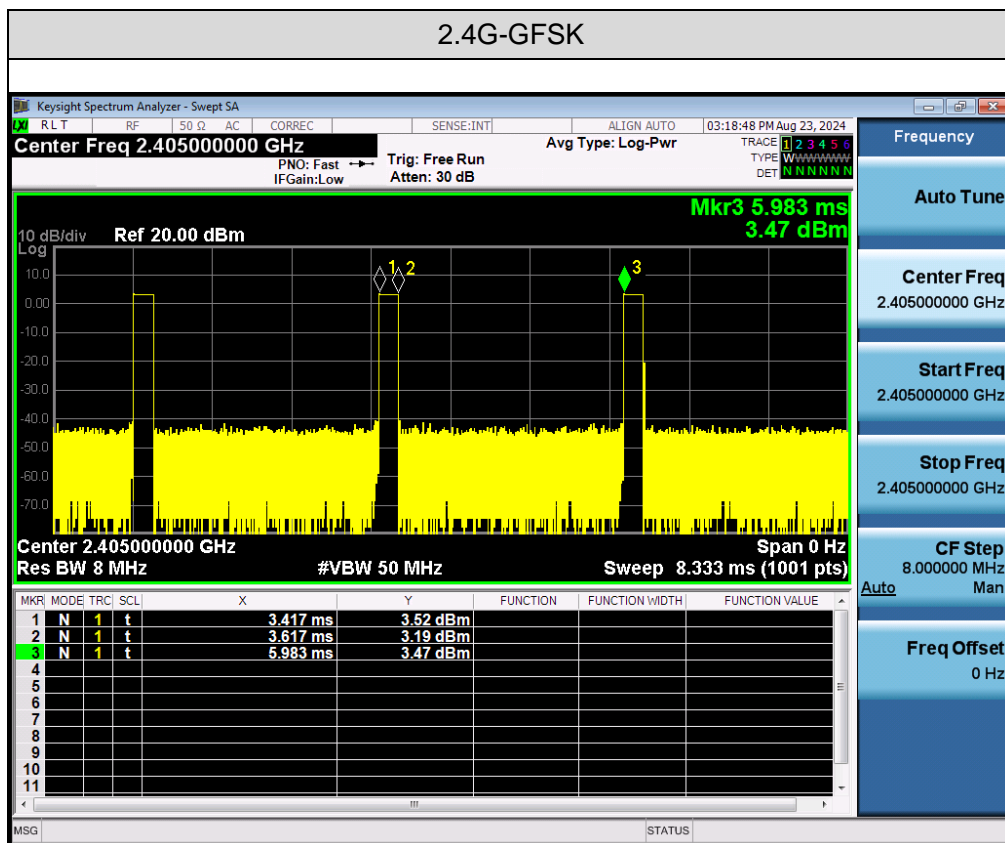 2.4G-GFSK
Keysight Spectrum Analyzer - Swept SA
LXI RLT RF 50 Ω AC CORREC SENSE:INT ALIGN AUTO 03:18:48 PM Aug 23, 2024
Center Freq 2.405000000 GHz
PNO: Fast
IFGain:Low
Trig: Free Run
Atten: 30 dB
Avg Type: Log-Pwr
TRACE 1 2 3 4 5 6
TYPE WWWWWW
DET N N N N N N
Mkr3 5.983 ms
3.47 dBm
10 dB/div Ref 20.00 dBm
Log
10.0
0.00
-10.0
-20.0
-30.0
-40.0
-50.0
-60.0
-70.0
1 2 3
Center 2.405000000 GHz Span 0 Hz
Res BW 8 MHz #VBW 50 MHz Sweep 8.333 ms (1001 pts)
MKR MODE TRC SCL X Y FUNCTION FUNCTION WIDTH FUNCTION VALUE
1 N 1 t 3.417 ms 3.52 dBm
2 N 1 t 3.617 ms 3.19 dBm
3 N 1 t 5.983 ms 3.47 dBm
4
5
6
7
8
9
10
11
MSG STATUS
Frequency
Auto Tune
Center Freq
2.405000000 GHz
Start Freq
2.405000000 GHz
Stop Freq
2.405000000 GHz
CF Step
8.000000 MHz
Auto Man
Freq Offset
0 Hz